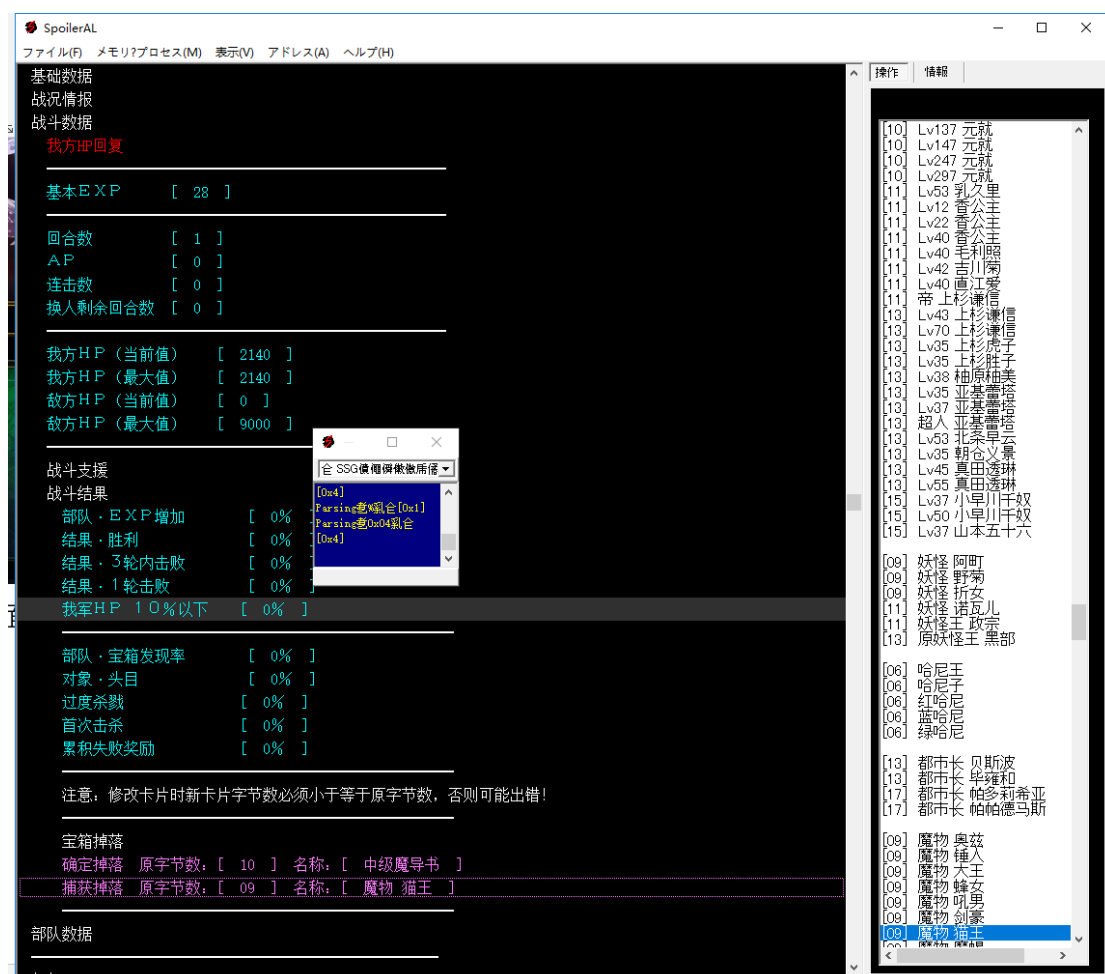 SpoilerAL
ファイル(F) メモリ?プロセス(M) 表示(V) アドレス(A) ヘルプ(H)
基础数据
战况情报
战斗数据
我方HP回复
基本EXP [ 28 ]
回合数 [ 1 ]
AP [ 0 ]
连击数 [ 0 ]
换人剩余回合数 [ 0 ]
我方HP（当前值） [ 2140 ]
我方HP（最大值） [ 2140 ]
敌方HP（当前值） [ 0 ]
敌方HP（最大值） [ 9000 ]
战斗支援
战斗结果
部队・EXP增加 [ 0%
结果・胜利 [ 0%
结果・3轮内击败 [ 0%
结果・1轮击败 [ 0% ]
我军HP 10%以下 [ 0% ]
部队・宝箱发现率 [ 0% ]
对象・头目 [ 0% ]
过度杀戮 [ 0% ]
首次击杀 [ 0% ]
累积失败奖励 [ 0% ]
注意: 修改卡片时新卡片字节数必须小于等于原字节数, 否则可能出错!
宝箱掉落
确定掉落 原字节数: [ 10 ] 名称: [ 中级魔导书 ]
捕获掉落 原字节数: [ 09 ] 名称: [ 魔物 猫王 ]
部队数据
SSG
[0x4]
[0x4]
操作 情報
[10] Lv137 元就
[10] Lv147 元就
[10] Lv247 元就
[10] Lv297 元就
[11] Lv53 乳久里
[11] Lv12 香公主
[11] Lv22 香公主
[11] Lv40 香公主
[11] Lv40 毛利照
[11] Lv42 吉川菊
[11] Lv40 直江爱
[11] 帝 上杉谦信
[13] Lv43 上杉谦信
[13] Lv70 上杉谦信
[13] Lv35 上杉虎子
[13] Lv35 上杉胜子
[13] Lv38 柚原柚美
[13] Lv35 亚基蕾塔
[13] Lv37 亚基蕾塔
[13] 超人 亚基蕾塔
[13] Lv53 北条早云
[13] Lv35 朝仓义景
[13] Lv45 真田透琳
[13] Lv55 真田透琳
[15] Lv37 小早川千奴
[15] Lv50 小早川千奴
[15] Lv37 山本五十六
[09] 妖怪 阿町
[09] 妖怪 野菊
[09] 妖怪 折女
[11] 妖怪 诺瓦儿
[11] 妖怪王 政宗
[13] 原妖怪王 黑部
[06] 哈尼王
[06] 哈尼子
[06] 红哈尼
[06] 蓝哈尼
[06] 绿哈尼
[13] 都市长 贝斯波
[13] 都市长 毕雍和
[17] 都市长 帕多莉希亚
[17] 都市长 帕帕德马斯
[09] 魔物 奥兹
[09] 魔物 锤人
[09] 魔物 大王
[09] 魔物 蜂女
[09] 魔物 吼男
[09] 魔物 剑豪
[09] 魔物 猫王